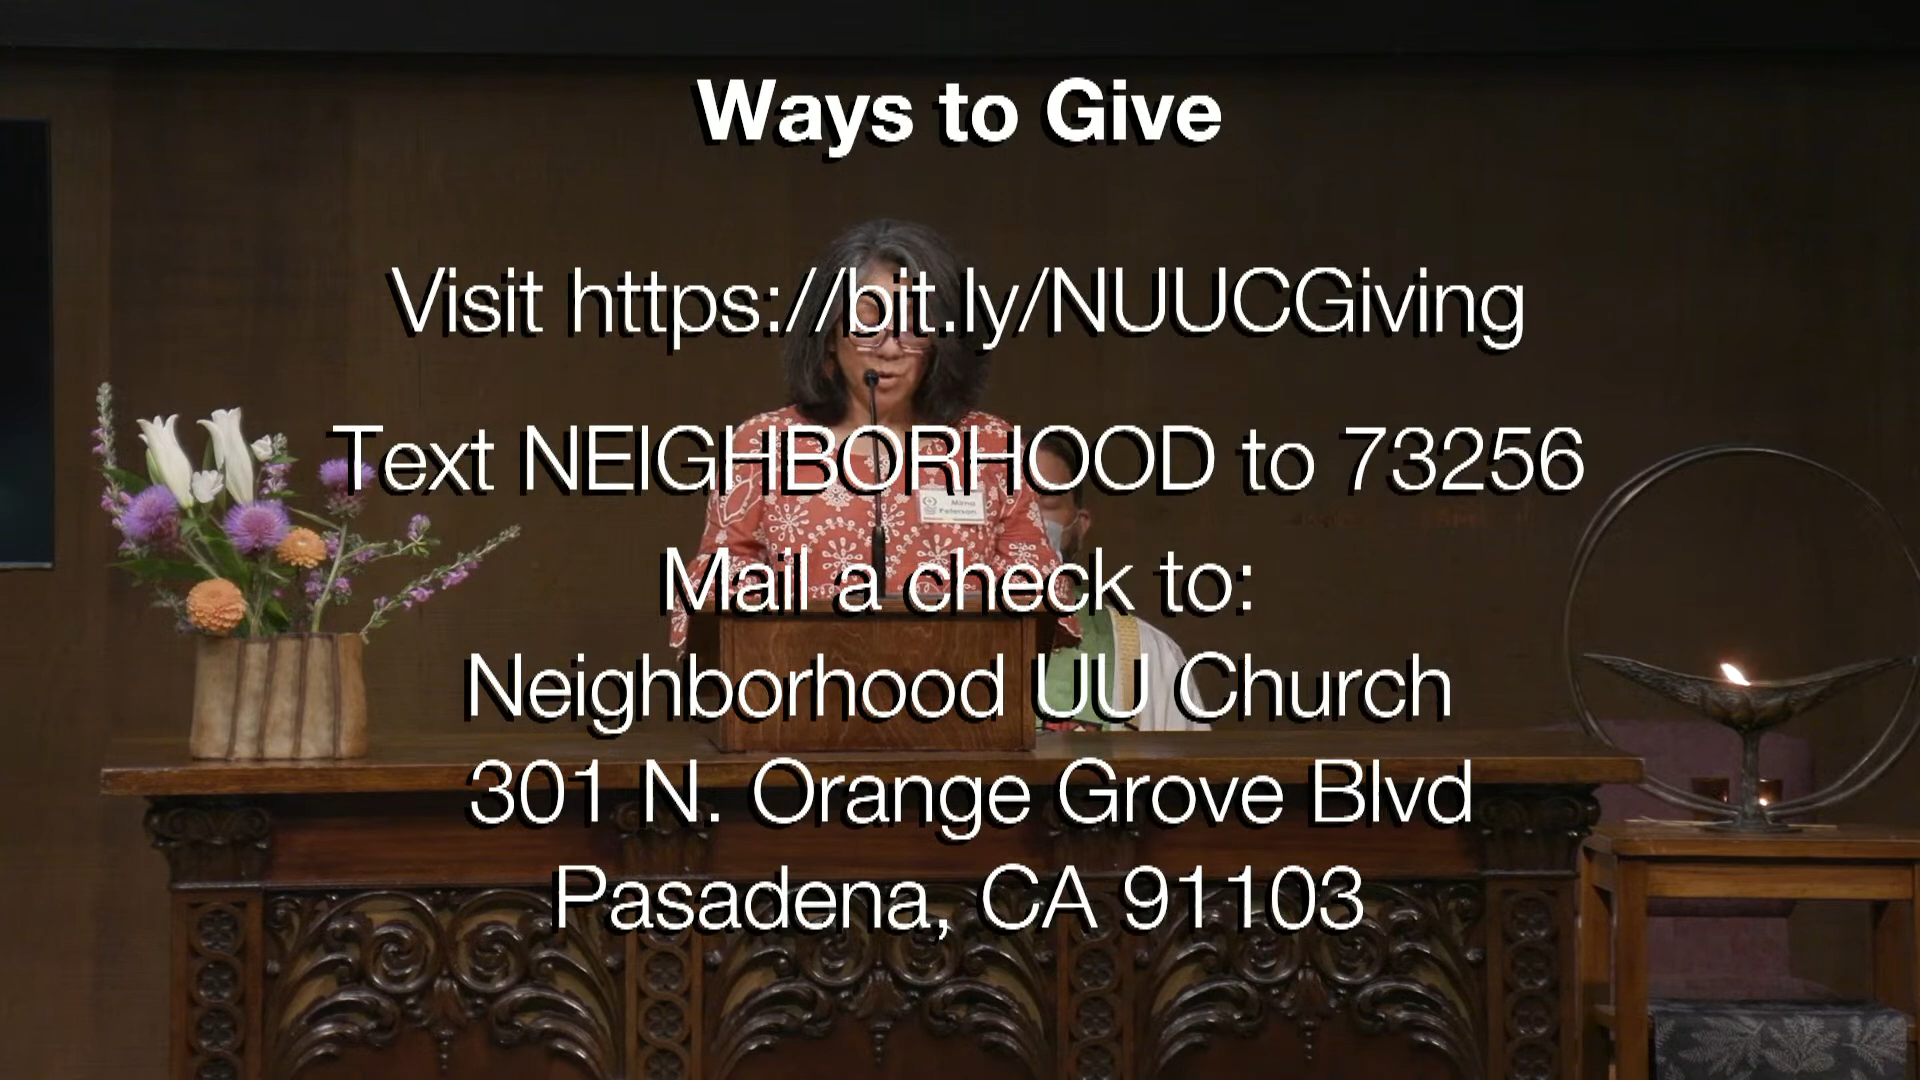 Ways to Give
Visit https://bit.ly/NUUCGiving
Text NEIGHBORHOOD to 73256
Peterson
Mail a check to:
Neighborhood UU Church
301 N. Orange Grove Blvd
Pasadena, CA 91103